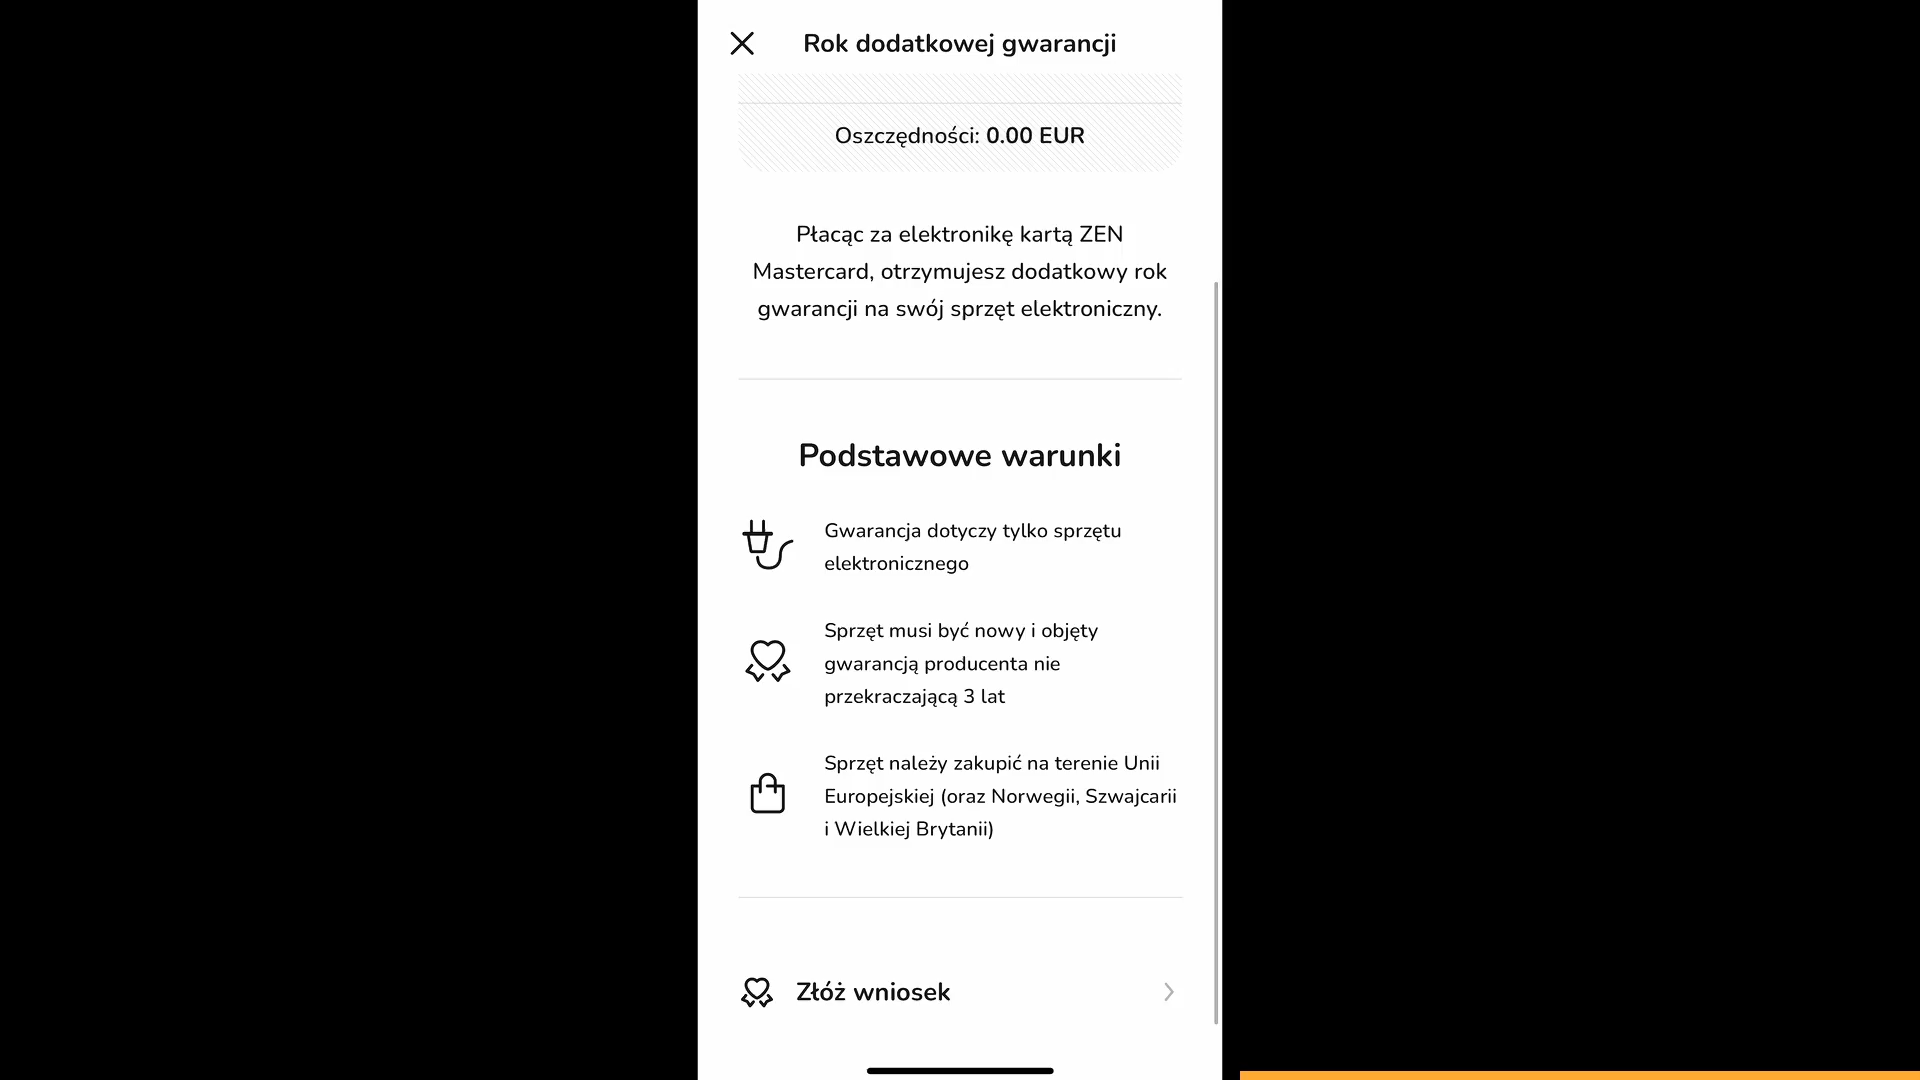 Rok dodatkowej gwarancji
Oszczędności: 0.00 EUR
Płacąc za elektronikę kartą ZEN
Mastercard, otrzymujesz dodatkowy rok
gwarancji na swój sprzęt elektroniczny.
Podstawowe warunki
Gwarancja dotyczy tylko sprzętu
elektronicznego
Sprzęt musi być nowy i objęty
gwarancją producenta nie
przekraczającą 3 lat
Sprzęt należy zakupić na terenie Unii
Europejskiej (oraz Norwegii, Szwajcarii
i Wielkiej Brytanii)
Złóż wniosek